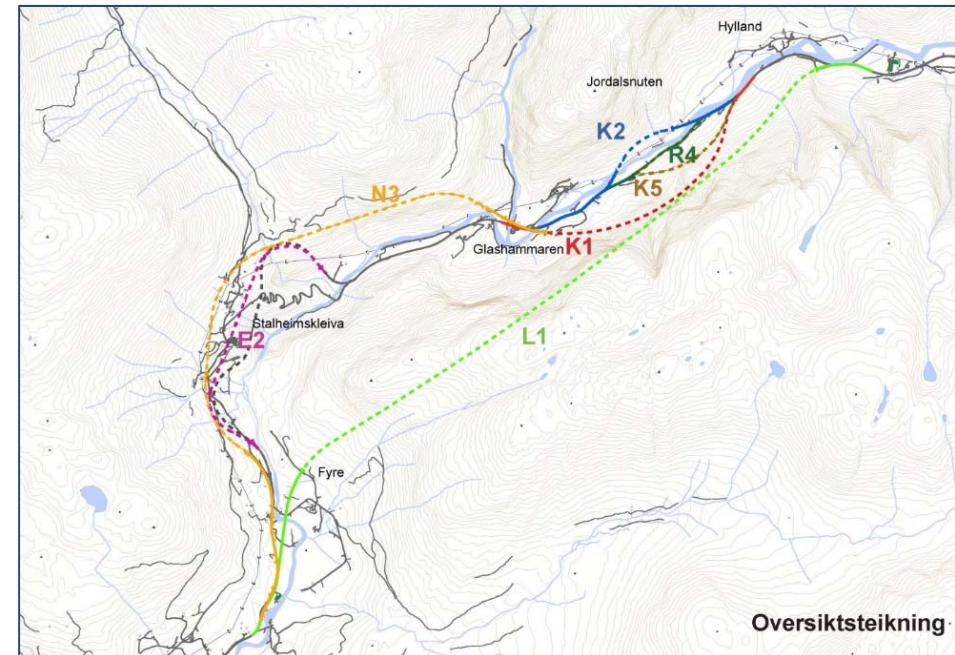 Hylland
Jordalsnuten
K2
R4
N3
K5
Glashammaren
K1
Stalheimskleiva
E2
L1
Fyre
Oversiktsteikning